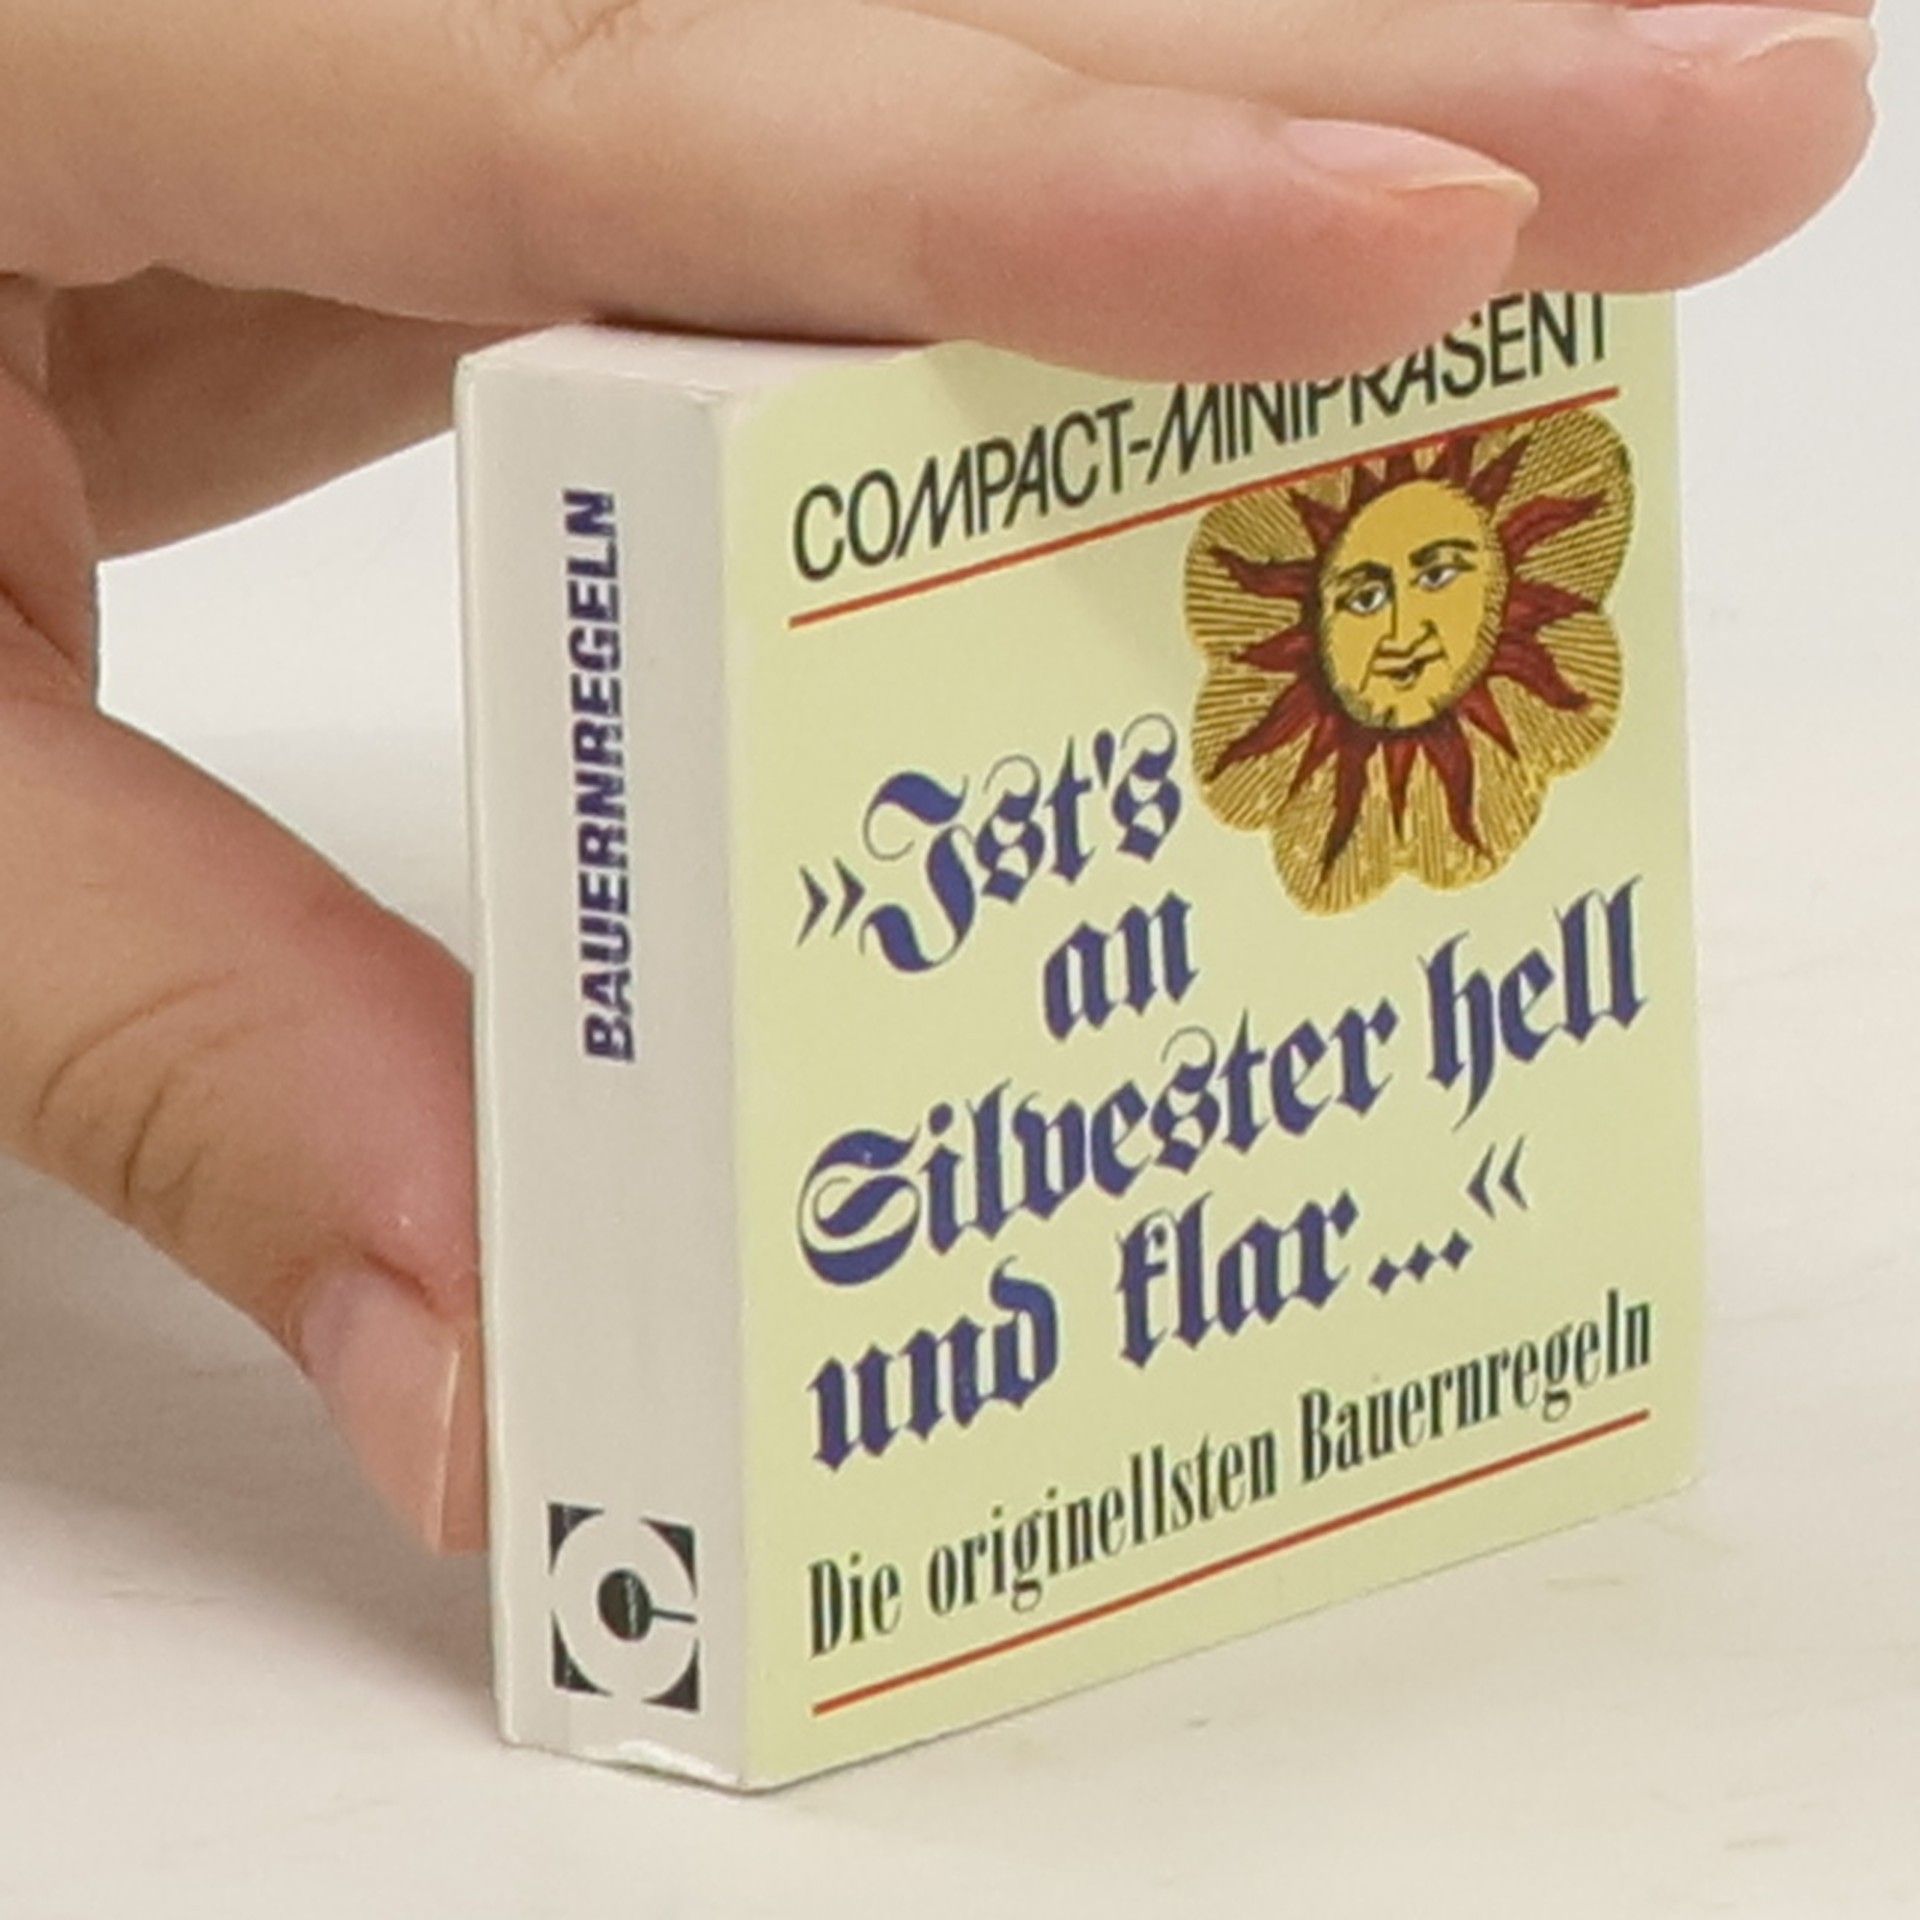 BAUERNREGELN
COMPACT-MINIPRÄSENT
»Ist's
an
Silvester hell
und klar...«
Die originellsten Bauernregeln